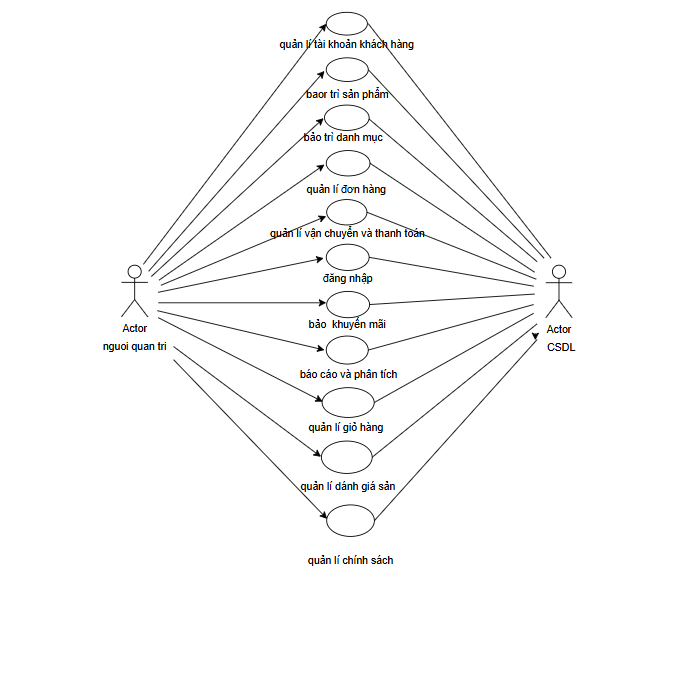 quản lí tài khoản khách hàng
baor trì sản phẩm
bảo trì danh mục
quản lí đơn hàng
quản lí vận chuyển và thanh toán
đăng nhập
bảo khuyến mãi
Actor
nguoi quan tri
Actor
CSDL
báo cáo và phân tích
quản lí giỏ hàng
quản lí dánh giá sản
quản lí chính sách